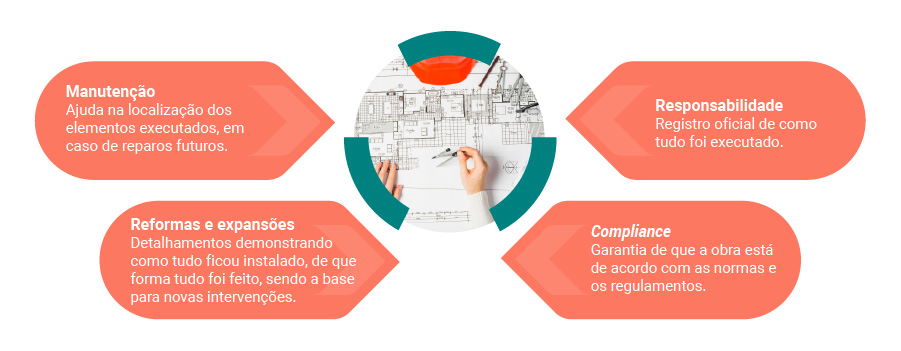 Manutenção
Ajuda na localização dos
elementos executados, em
caso de reparos futuros.
Responsabilidade
Registro oficial de como
tudo foi executado.
Reformas e expansões
Detalhamentos demonstrando
como tudo ficou instalado, de que
forma tudo foi feito, sendo a base
para novas intervenções.
Compliance
Garantia de que a obra está
de acordo com as normas e
os regulamentos.